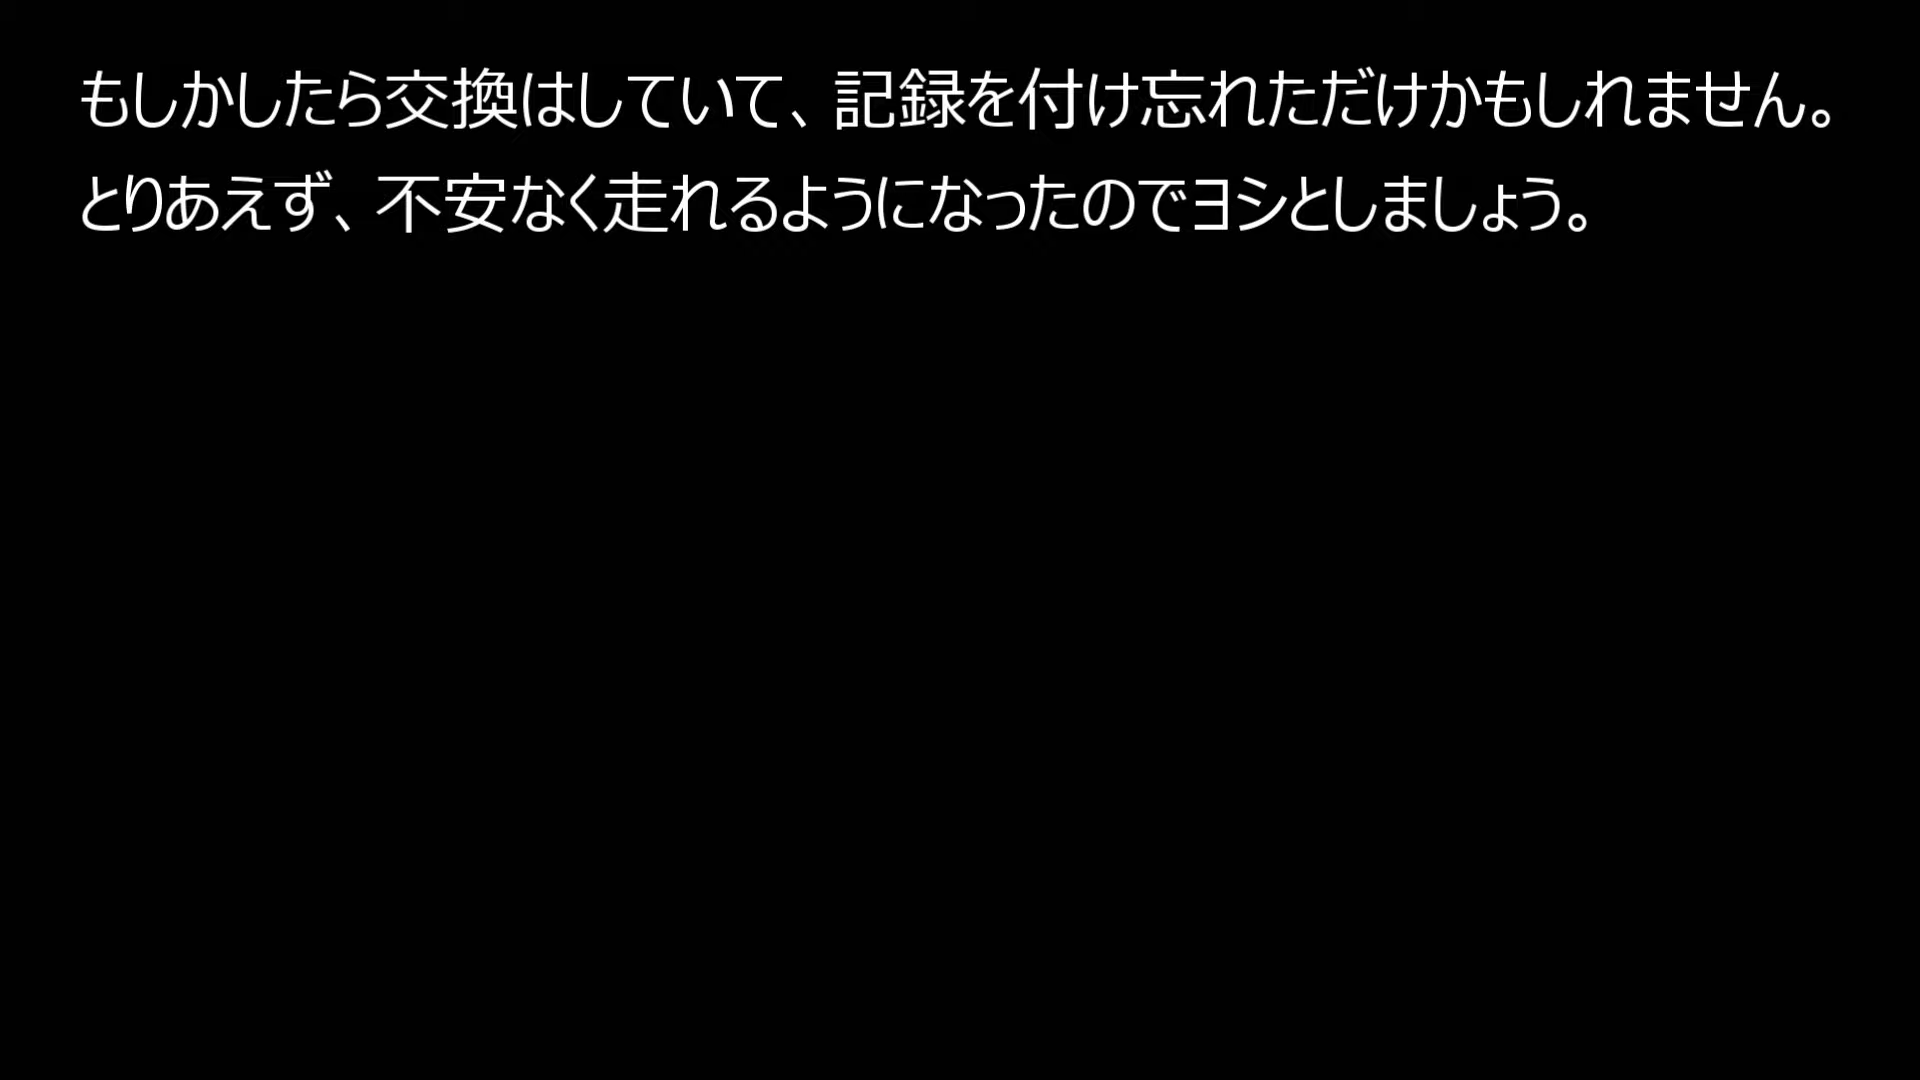 もしかしたら交換はしていて、記録を付け忘れただけかもしれません。
とりあえず、不安なく走れるようになったのでヨシとしましょう。